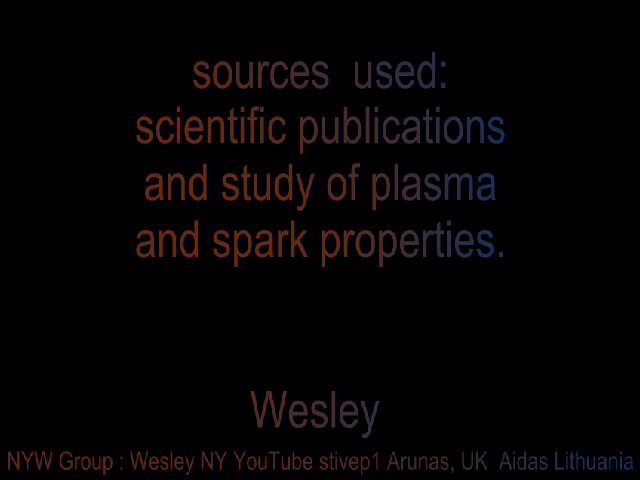 sources used:
scientific publications
and study of plasma
and spark properties.
Wesley
NYW Group : Wesley NY YouTube stivep1 Arunas, UK Aidas Lithuania